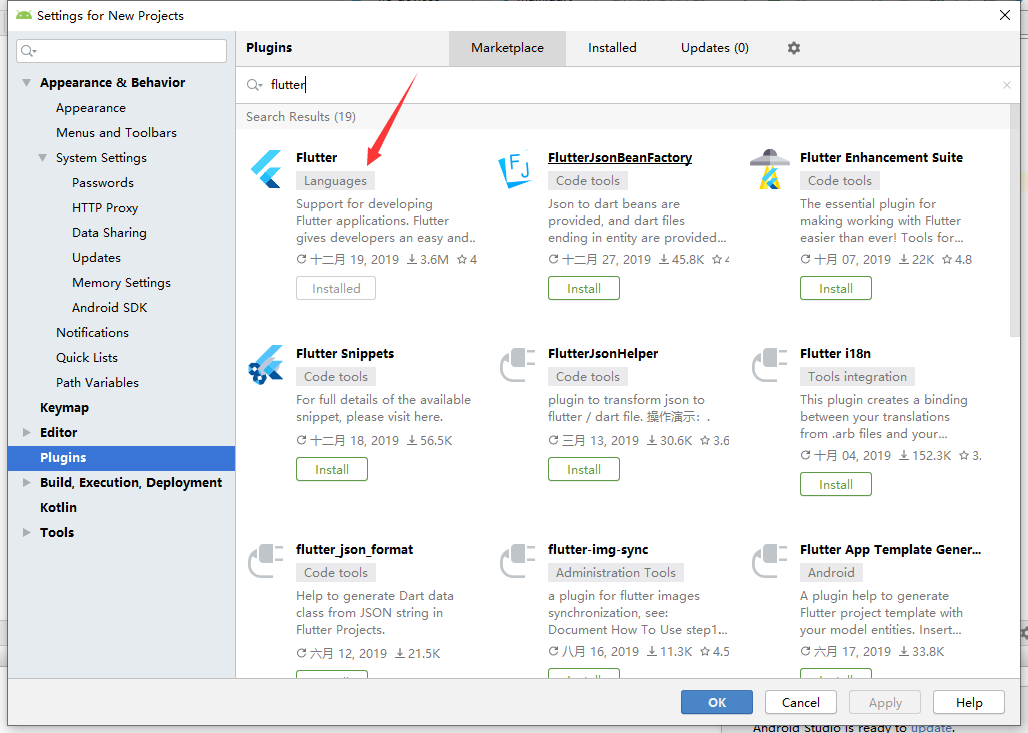 Settings for New Projects
Plugins
Marketplace
Installed
Updates (0)
Appearance & Behavior
Appearance
Menus and Toolbars
System Settings
Passwords
HTTP Proxy
Data Sharing
Updates
Memory Settings
Android SDK
Notifications
Quick Lists
Path Variables
Keymap
Editor
Plugins
Build, Execution, Deployment
Kotlin
Tools
flutter
Search Results (19)
Flutter
Languages
Support for developing
Flutter applications. Flutter
gives developers an easy and..
十二月 19, 2019 3.6M 4
Installed
FlutterJsonBeanFactory
Code tools
Json to dart beans are
provided, and dart files
ending in entity are provided...
十二月 27, 2019 45.8K 4
Install
Flutter Enhancement Suite
Code tools
The essential plugin for
making working with Flutter
easier than ever! Tools for...
十月 07, 2019 22K 4.8
Install
Flutter Snippets
Code tools
For full details of the available
snippet, please visit here.
十二月 18, 2019 56.5K
Install
FlutterJsonHelper
Code tools
plugin to transform json to
flutter / dart file. 操作演示: .
三月 13, 2019 30.6K 3.6
Install
Flutter i18n
Tools integration
This plugin creates a binding
between your translations
from .arb files and your...
十月 04, 2019 152.3K 3.
Install
flutter_json_format
Code tools
Help to generate Dart data
class from JSON string in
Flutter Projects.
六月 12, 2019 21.5K
flutter-img-sync
Administration Tools
a plugin for flutter images
synchronization, see:
Document How To Use step1...
八月 16, 2019 11.3K 4.5
Flutter App Template Gener...
Android
A plugin help to generate
Flutter project template with
your model entities. Insert...
六月 17, 2019 33.8K
OK
Cancel
Apply
Help
Android Studio is ready to update.